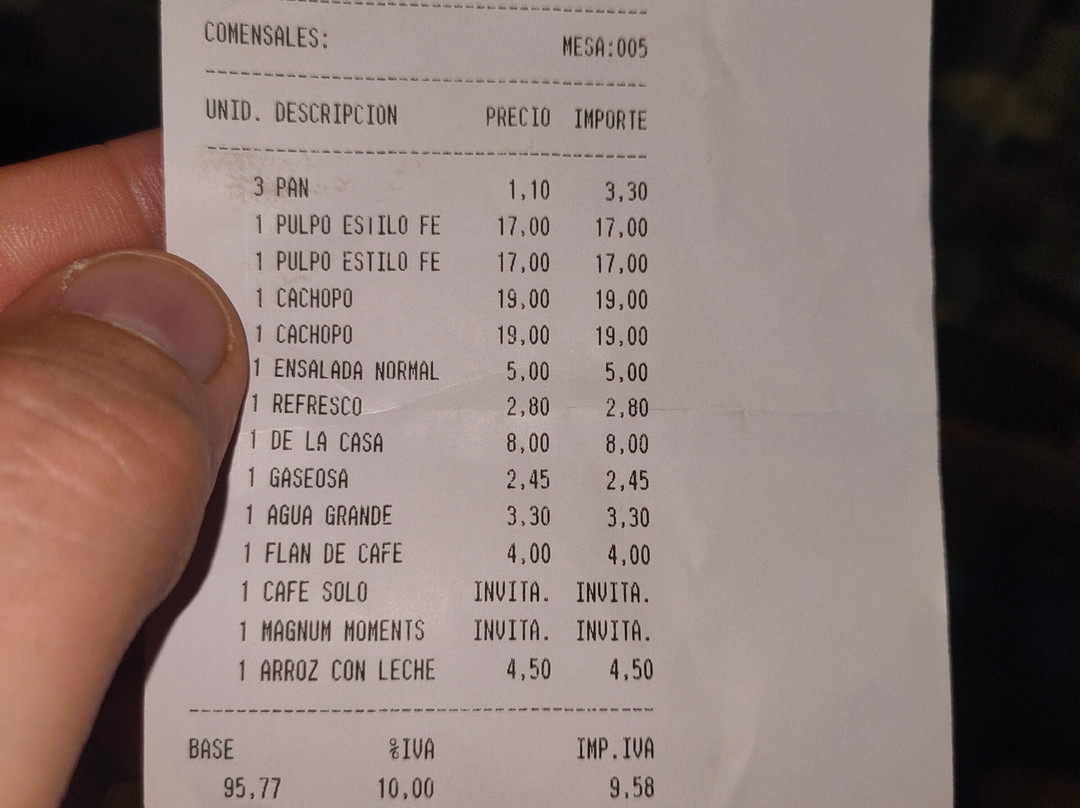 COMENSALES: MESA:005
UNID. DESCRIPCION PRECIO IMPORTE
3 PAN 1,10 3,30
1 PULPO ESTILO FE 17,00 17,00
1 PULPO ESTILO FE 17,00 17,00
1 CACHOPO 19,00 19,00
1 CACHOPO 19,00 19,00
1 ENSALADA NORMAL 5,00 5,00
1 REFRESCO 2,80 2,80
1 DE LA CASA 8,00 8,00
1 GASEOSA 2,45 2,45
1 AGUA GRANDE 3,30 3,30
1 FLAN DE CAFE 4,00 4,00
1 CAFE SOLO INVITA. INVITA.
1 MAGNUM MOMENTS INVITA. INVITA.
1 ARROZ CON LECHE 4,50 4,50
BASE %IVA IMP.IVA
95,77 10,00 9,58